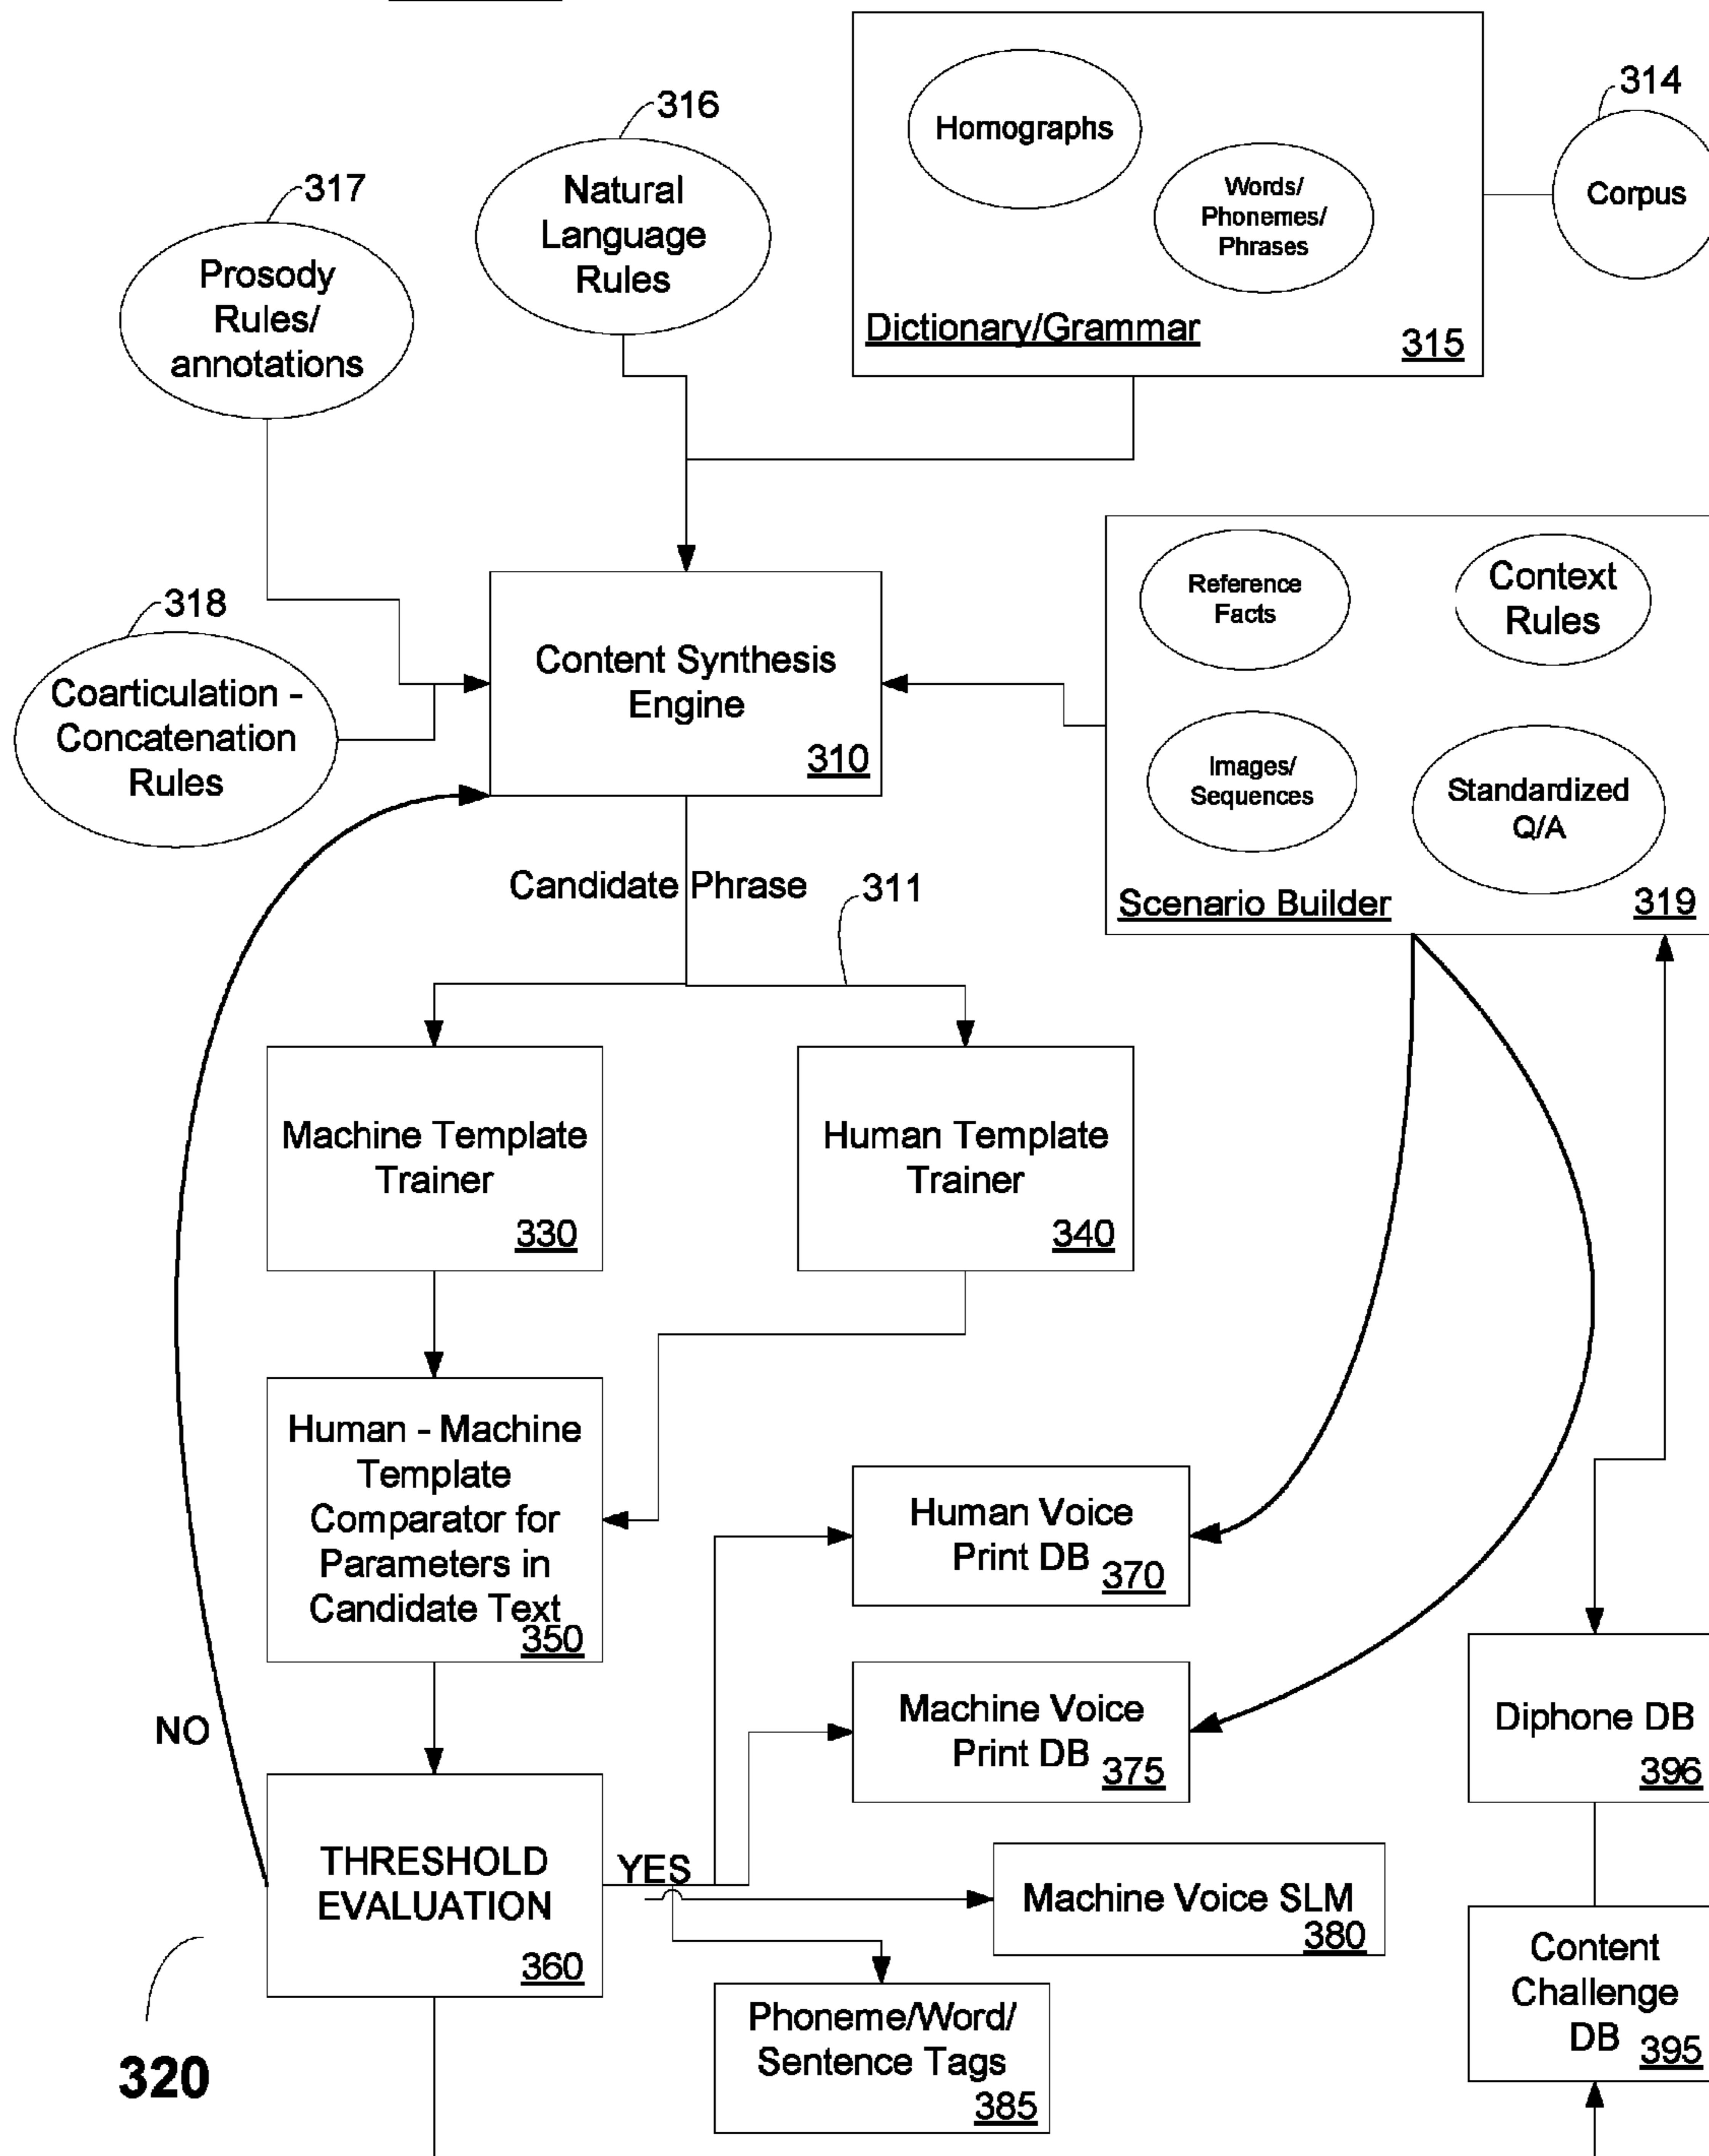 316
317
314
Homographs
Words/
Phonemes/
Phrases
Corpus
Natural
Language
Rules
Prosody
Rules/
annotations
Dictionary/Grammar
315
318
Reference
Facts
Context
Rules
Content Synthesis
Engine
310
Coarticulation -
Concatenation
Rules
Images/
Sequences
Standardized
Q/A
Scenario Builder
319
Candidate Phrase
311
Machine Template
Trainer
330
Human Template
Trainer
340
Human - Machine
Template
Comparator for
Parameters in
Candidate Text
350
Human Voice
Print DB
370
Machine Voice
Print DB
375
Diphone DB
396
NO
THRESHOLD
EVALUATION
360
YES
Machine Voice SLM
380
Content
Challenge
DB
395
Phoneme/Word/
Sentence Tags
385
320